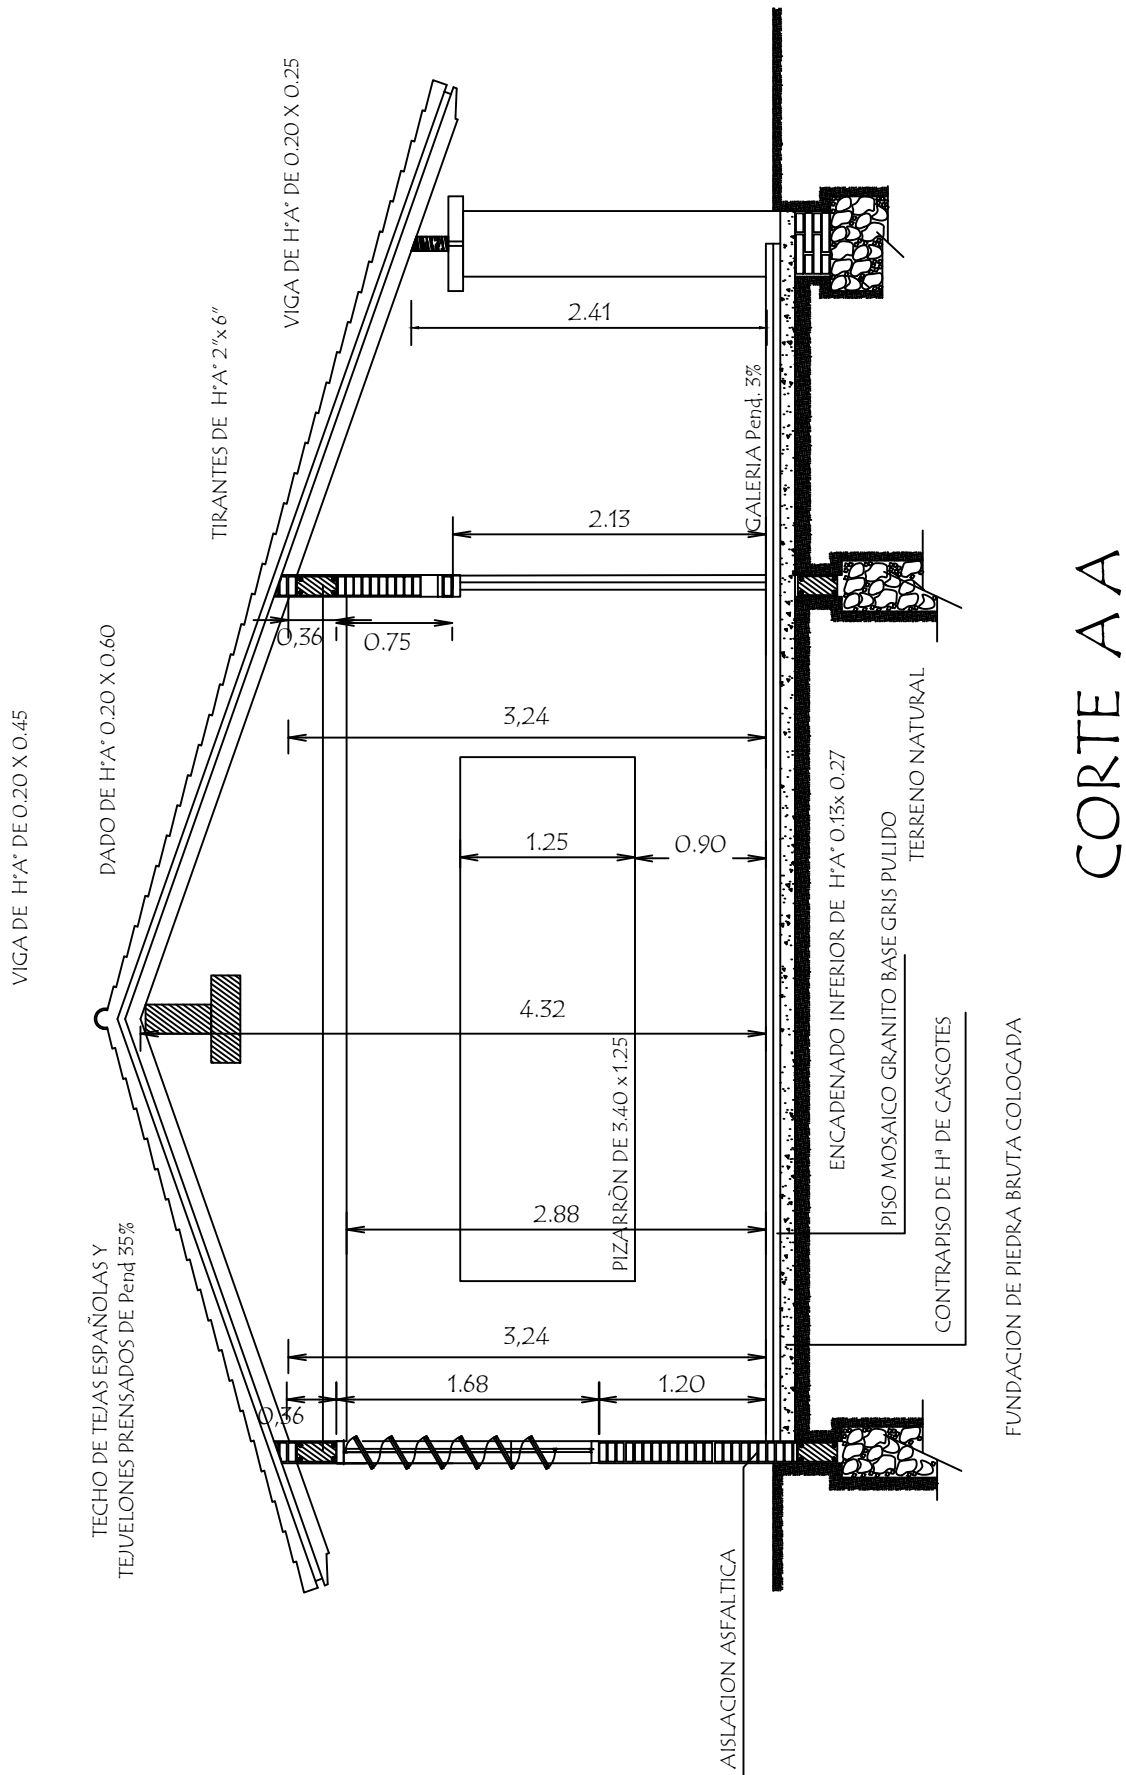 VIGA DE H°A° DE 0.20 X 0.45
DADO DE H°A° 0.20 X 0.60
TIRANTES DE H°A° 2"x 6"
VIGA DE H°A° DE 0.20 X 0.25
TECHO DE TEJAS ESPAÑOLAS Y
TEJUELONES PRENSADOS DE Pend 35%
0,36
0,36
0.75
1.68
1.20
3,24
2.88
4.32
1.25
0.90
3,24
2.13
2.41
PIZARRÒN DE 3.40 x 1.25
GALERIA Pend. 3%
AISLACION ASFALTICA
ENCADENADO INFERIOR DE H°A° 0.13x 0.27
PISO MOSAICO GRANITO BASE GRIS PULIDO
TERRENO NATURAL
CONTRAPISO DE Hª DE CASCOTES
FUNDACION DE PIEDRA BRUTA COLOCADA
CORTE A A